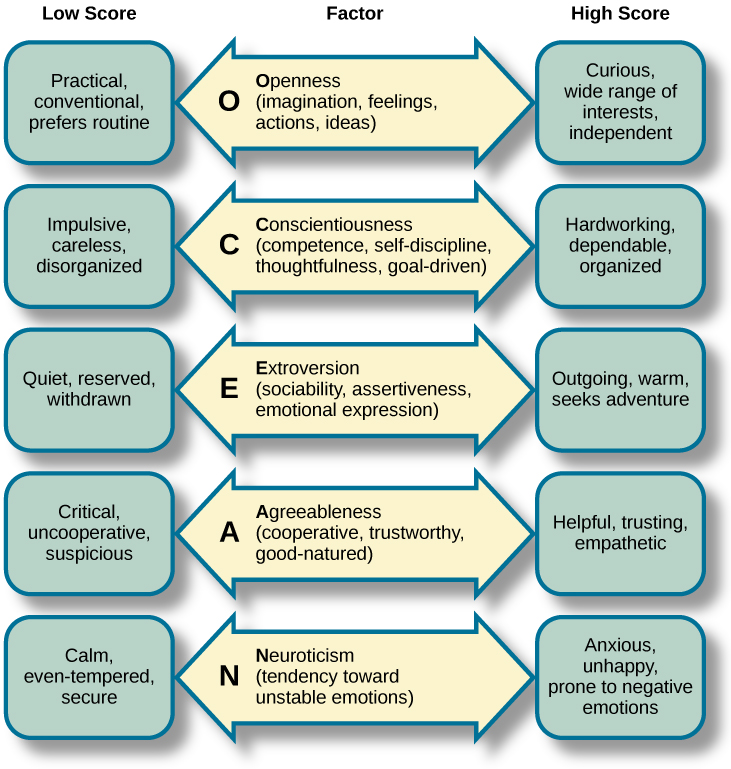 Low Score
Factor
High Score
Practical,
conventional,
prefers routine
O
Openness
(imagination, feelings,
actions, ideas)
Curious,
wide range of
interests,
independent
Impulsive,
careless,
disorganized
C
Conscientiousness
(competence, self-discipline,
thoughtfulness, goal-driven)
Hardworking,
dependable,
organized
Quiet, reserved,
withdrawn
E
Extroversion
(sociability, assertiveness,
emotional expression)
Outgoing, warm,
seeks adventure
Critical,
uncooperative,
suspicious
A
Agreeableness
(cooperative, trustworthy,
good-natured)
Helpful, trusting,
empathetic
Calm,
even-tempered,
secure
N
Neuroticism
(tendency toward
unstable emotions)
Anxious,
unhappy,
prone to negative
emotions